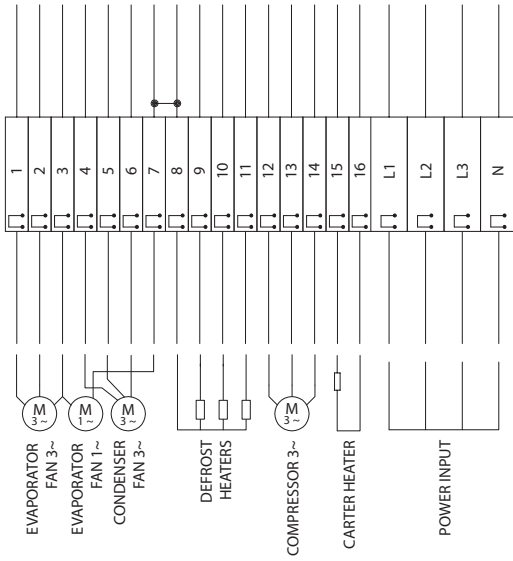 1
2
3
4
5
6
7
8
9
10
11
12
13
14
15
16
L1
L2
L3
N
M
3 ~
M
1 ~
M
3 ~
M
3 ~
EVAPORATOR
FAN 3~
EVAPORATOR
FAN 1~
CONDENSER
FAN 3~
DEFROST
HEATERS
COMPRESSOR 3~
CARTER HEATER
POWER INPUT